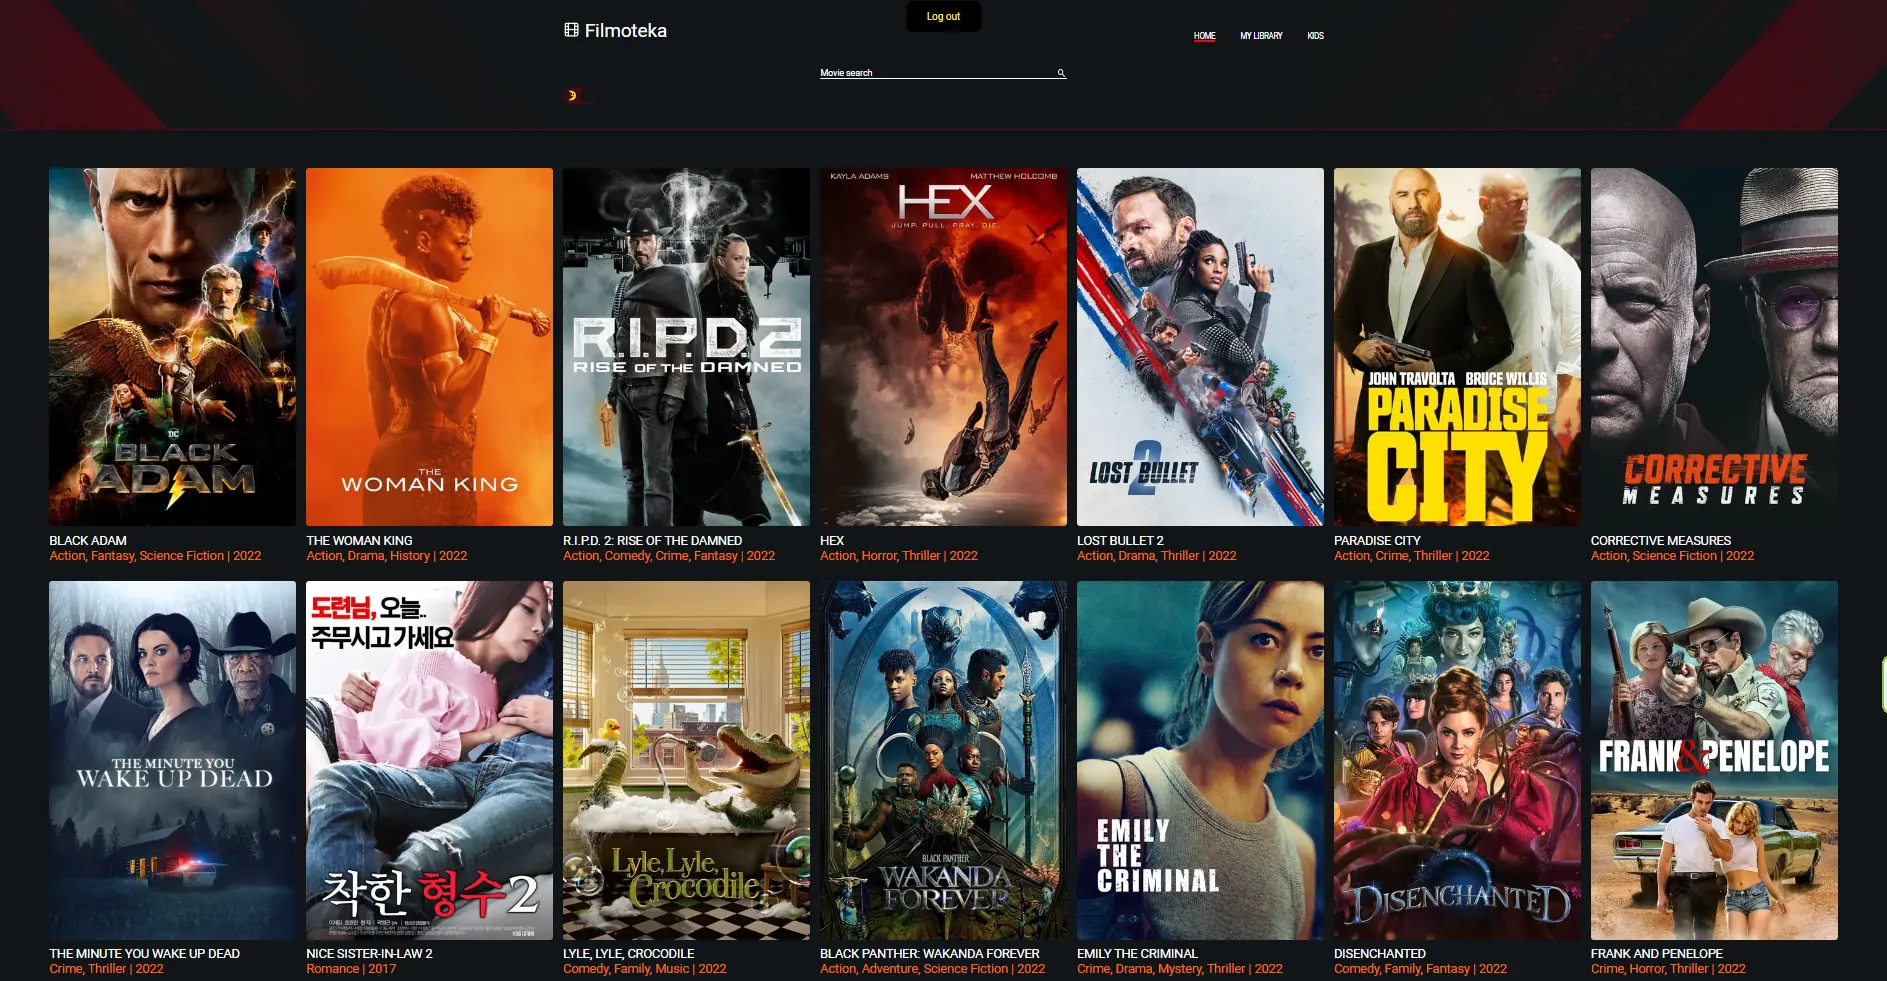 Log out
Filmoteka
HOME
MY LIBRARY
KIDS
Movie search
DC
BLACK
ADAM
THE
WOMAN KING
R.I.P.D. 2
RISE OF THE DAMNED
KAYLA ADAMS
MATTHEW HOLCOMB
HEX
JUMP. PULL. PRAY. DIE.
LOST BULLET
2
JOHN TRAVOLTA BRUCE WILLIS
PARADISE
CITY
CORRECTIVE
MEASURES
BLACK ADAM
Action, Fantasy, Science Fiction | 2022
THE WOMAN KING
Action, Drama, History | 2022
R.I.P.D. 2: RISE OF THE DAMNED
Action, Comedy, Crime, Fantasy | 2022
HEX
Action, Horror, Thriller | 2022
LOST BULLET 2
Action, Drama, Thriller | 2022
PARADISE CITY
Action, Crime, Thriller | 2022
CORRECTIVE MEASURES
Action, Science Fiction | 2022
THE MINUTE YOU
WAKE UP DEAD
도련님, 오늘..
주무시고 가세요
착한 형수2
Lyle, Lyle,
Crocodile
BLACK PANTHER
WAKANDA
FOREVER
EMILY
THE
CRIMINAL
DISENCHANTED
FRANK & PENELOPE
THE MINUTE YOU WAKE UP DEAD
Crime, Thriller | 2022
NICE SISTER-IN-LAW 2
Romance | 2017
LYLE, LYLE, CROCODILE
Comedy, Family, Music | 2022
BLACK PANTHER: WAKANDA FOREVER
Action, Adventure, Science Fiction | 2022
EMILY THE CRIMINAL
Crime, Drama, Mystery, Thriller | 2022
DISENCHANTED
Comedy, Family, Fantasy | 2022
FRANK AND PENELOPE
Crime, Horror, Thriller | 2022